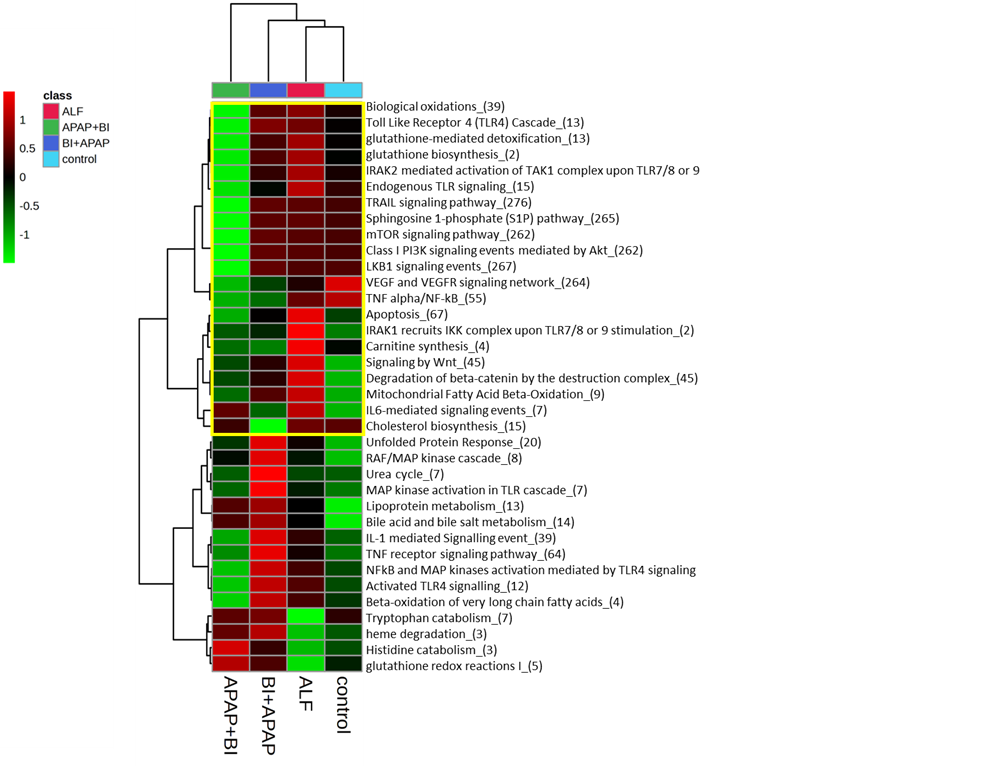 class
ALF
APAP+BI
BI+APAP
control
1
0.5
0
-0.5
-1
Biological oxidations_(39)
Toll Like Receptor 4 (TLR4) Cascade_(13)
glutathione-mediated detoxification_(13)
glutathione biosynthesis_(2)
IRAK2 mediated activation of TAK1 complex upon TLR7/8 or 9
Endogenous TLR signaling_(15)
TRAIL signaling pathway_(276)
Sphingosine 1-phosphate (S1P) pathway_(265)
mTOR signaling pathway_(262)
Class I PI3K signaling events mediated by Akt_(262)
LKB1 signaling events_(267)
VEGF and VEGFR signaling network_(264)
TNF alpha/NF-kB_(55)
Apoptosis_(67)
IRAK1 recruits IKK complex upon TLR7/8 or 9 stimulation_(2)
Carnitine synthesis_(4)
Signaling by Wnt_(45)
Degradation of beta-catenin by the destruction complex_(45)
Mitochondrial Fatty Acid Beta-Oxidation_(9)
IL6-mediated signaling events_(7)
Cholesterol biosynthesis_(15)
Unfolded Protein Response_(20)
RAF/MAP kinase cascade_(8)
Urea cycle_(7)
MAP kinase activation in TLR cascade_(7)
Lipoprotein metabolism_(13)
Bile acid and bile salt metabolism_(14)
IL-1 mediated Signalling event_(39)
TNF receptor signaling pathway_(64)
NFkB and MAP kinases activation mediated by TLR4 signaling
Activated TLR4 signalling_(12)
Beta-oxidation of very long chain fatty acids_(4)
Tryptophan catabolism_(7)
heme degradation_(3)
Histidine catabolism_(3)
glutathione redox reactions I_(5)
APAP+BI
BI+APAP
ALF
control